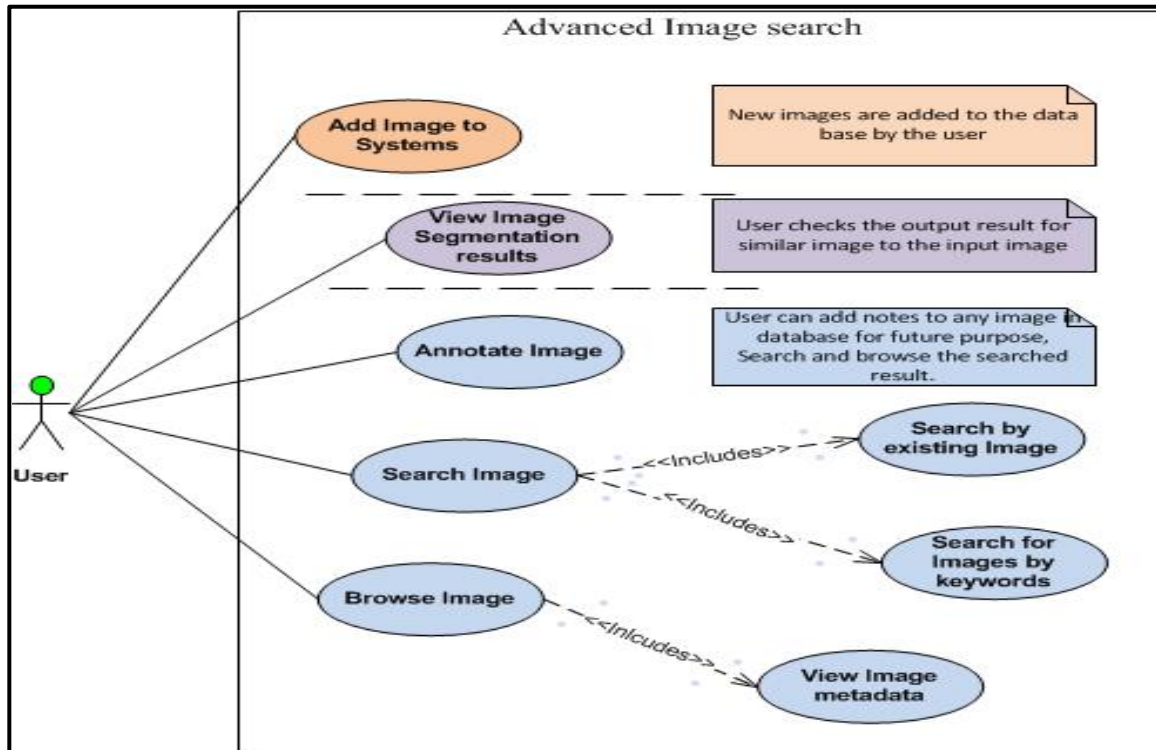 Advanced Image search
Add Image to
Systems
New images are added to the data
base by the user
View Image
Segmentation
results
User checks the output result for
similar image to the input image
Annotate Image
User can add notes to any image in
database for future purpose,
Search and browse the searched
result.
User
Search Image
<<Includes>>
Search by
existing Image
<<Includes>>
Search for
Images by
keywords
Browse Image
<<Inlcudes>>
View Image
metadata